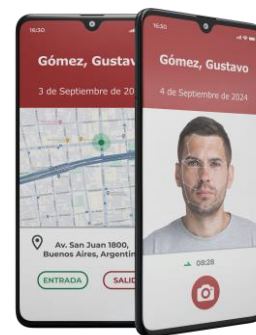 16:30
Gómez, Gustav
3 de Septiembre de 20
Av. San Juan 1800,
Buenos Aires, Argentin
ENTRADA
SALID
16:30
Gómez, Gustavo
4 de Septiembre de 2024
08:28